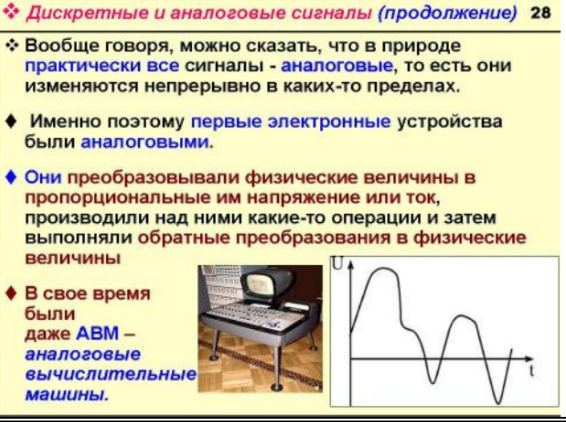 ❖ Дискретные и аналоговые сигналы (продолжение) 28
❖ Вообще говоря, можно сказать, что в природе
практически все сигналы - аналоговые, то есть они
изменяются непрерывно в каких-то пределах.
♦ Именно поэтому первые электронные устройства
были аналоговыми.
♦ Они преобразовывали физические величины в
пропорциональные им напряжение или ток,
производили над ними какие-то операции и затем
выполняли обратные преобразования в физические
величины
♦ В свое время
были
даже АВМ –
аналоговые
вычислительные
машины.
U
t